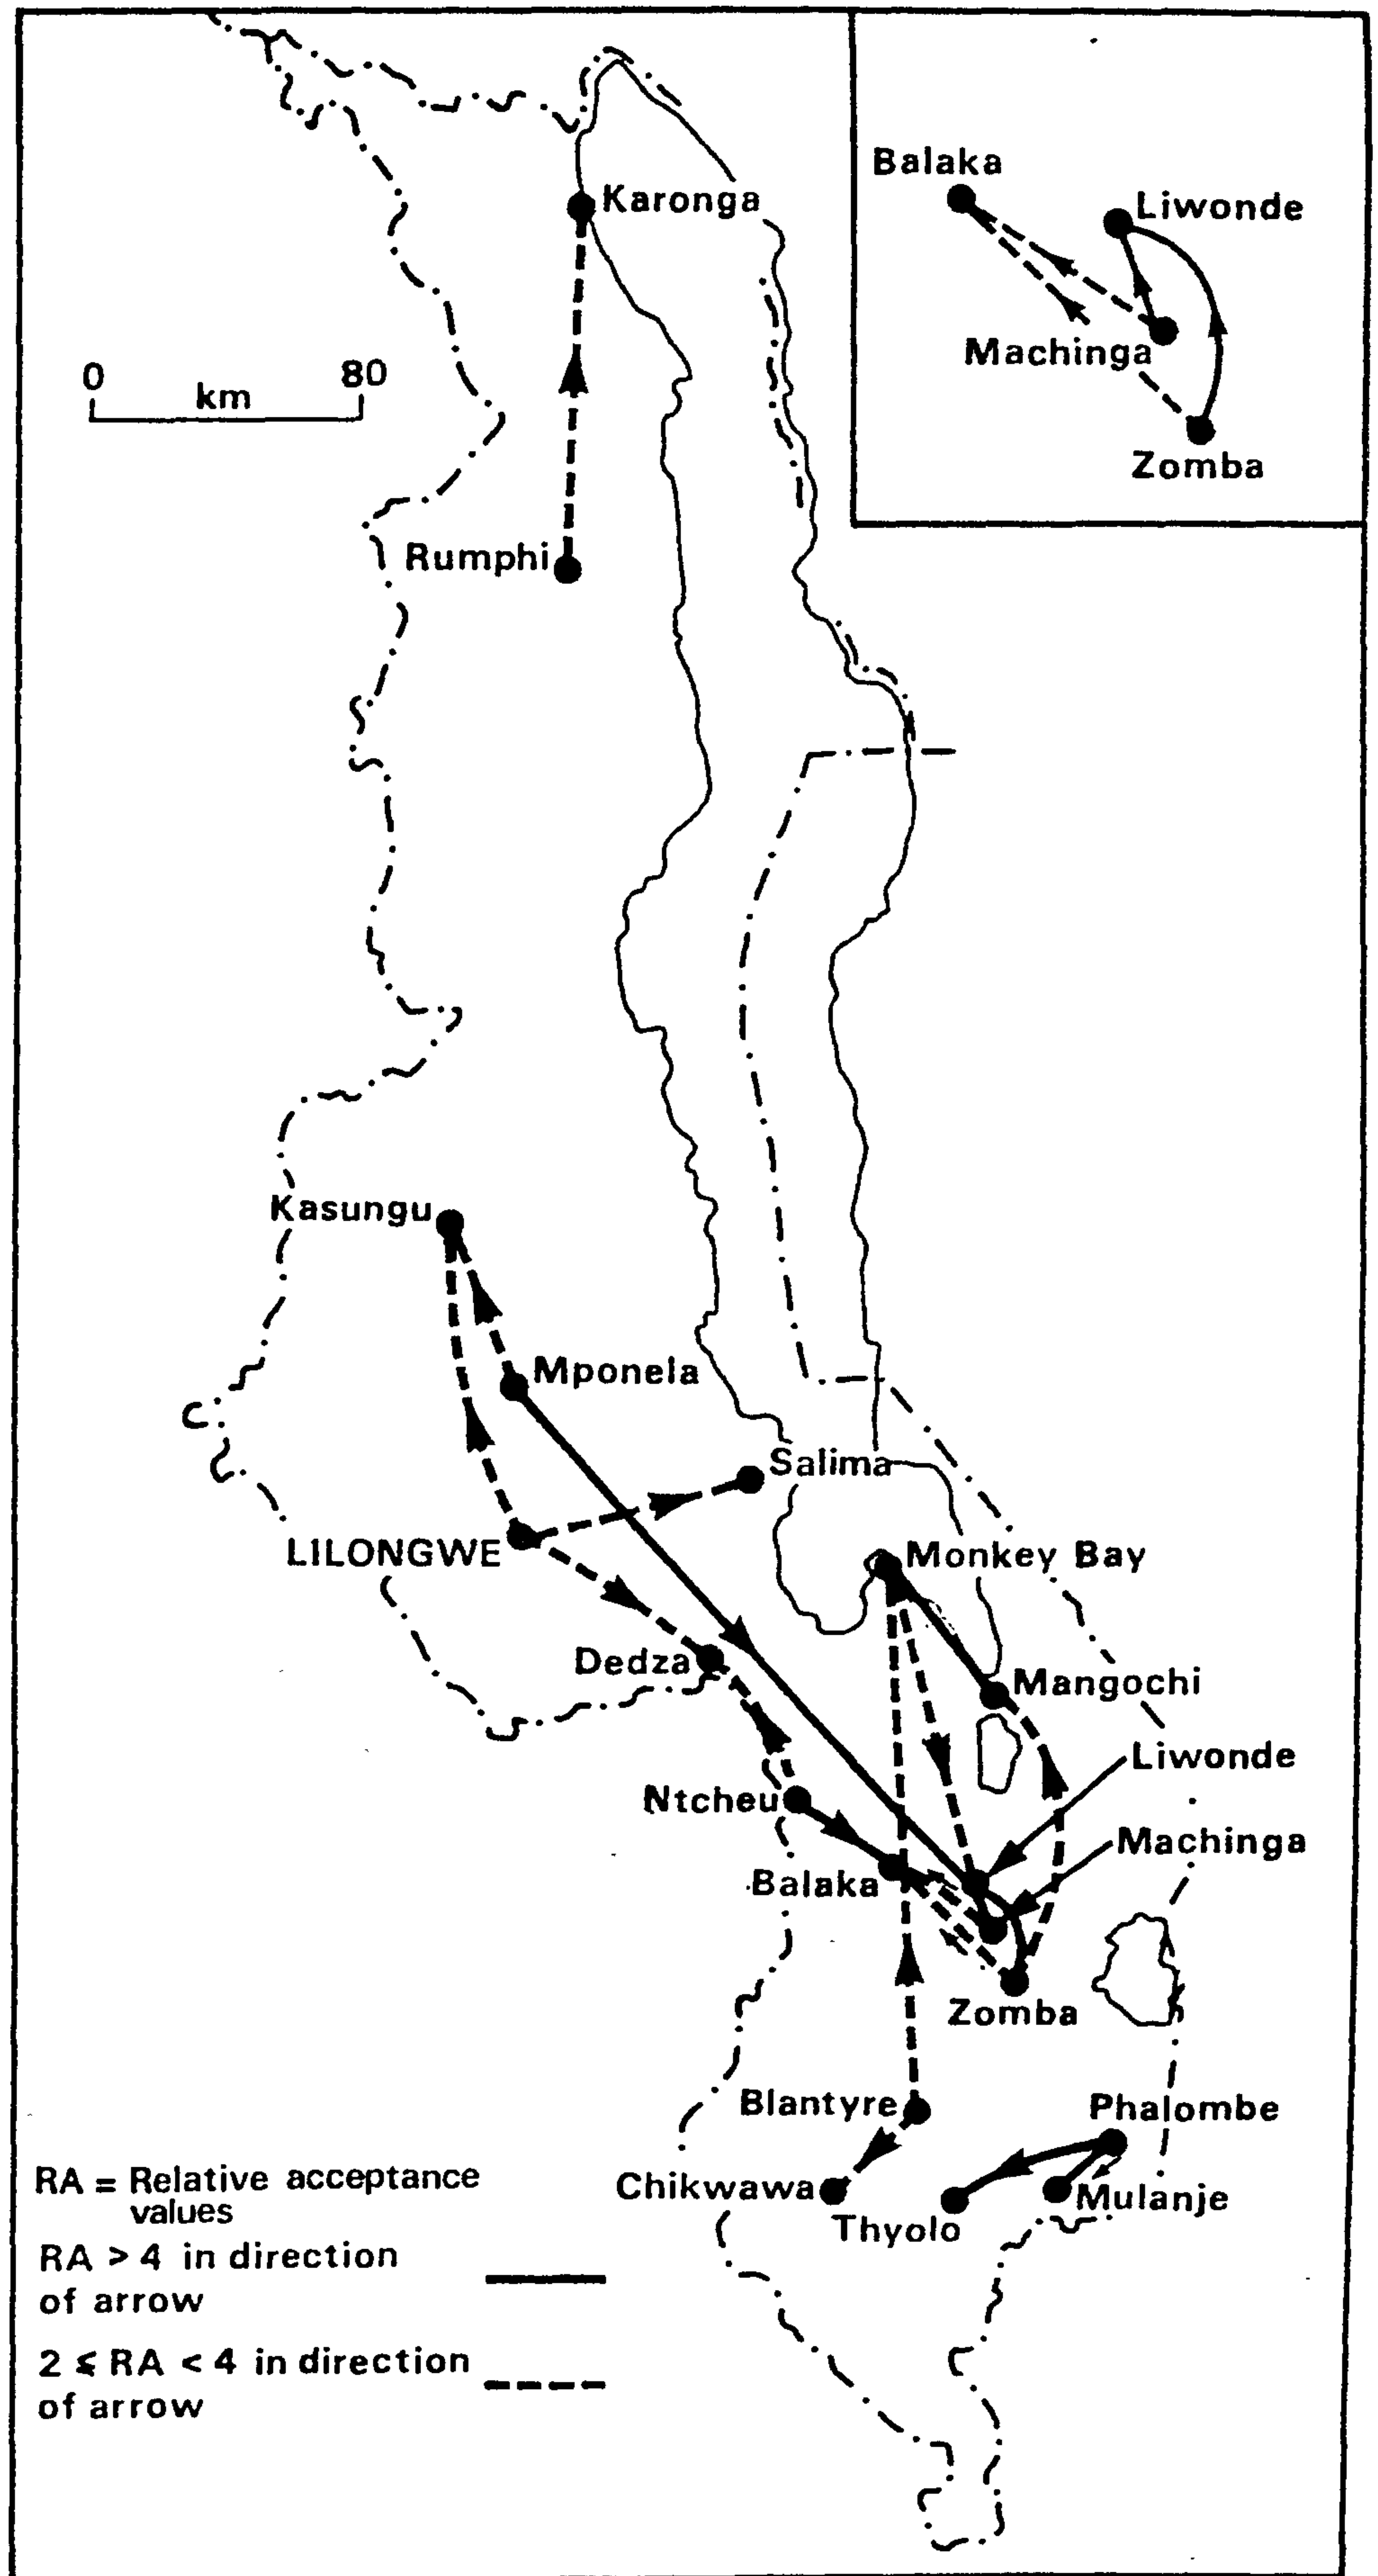 Balaka
Liwonde
Machinga
Zomba
Karonga
0 80
km
Rumphi
Kasungu
Mponela
Salima
LILONGWE
Monkey Bay
Dedza
Mangochi
Liwonde
Ntcheu
Machinga
Balaka
Zomba
Blantyre
Phalombe
Chikwawa
Mulanje
Thyolo
RA = Relative acceptance
values
RA > 4 in direction
of arrow
2 ≤ RA < 4 in direction
of arrow